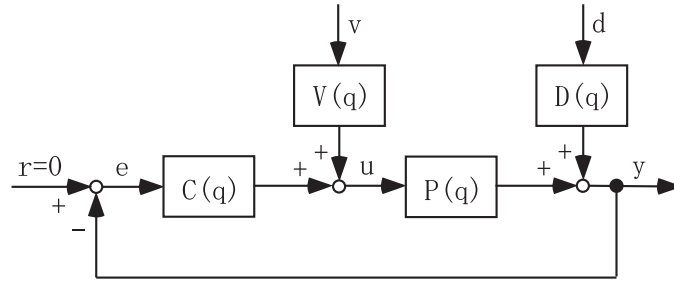 v
d
V(q)
D(q)
+
+
r=0
e
C(q)
+
u
P(q)
+
y
+
-